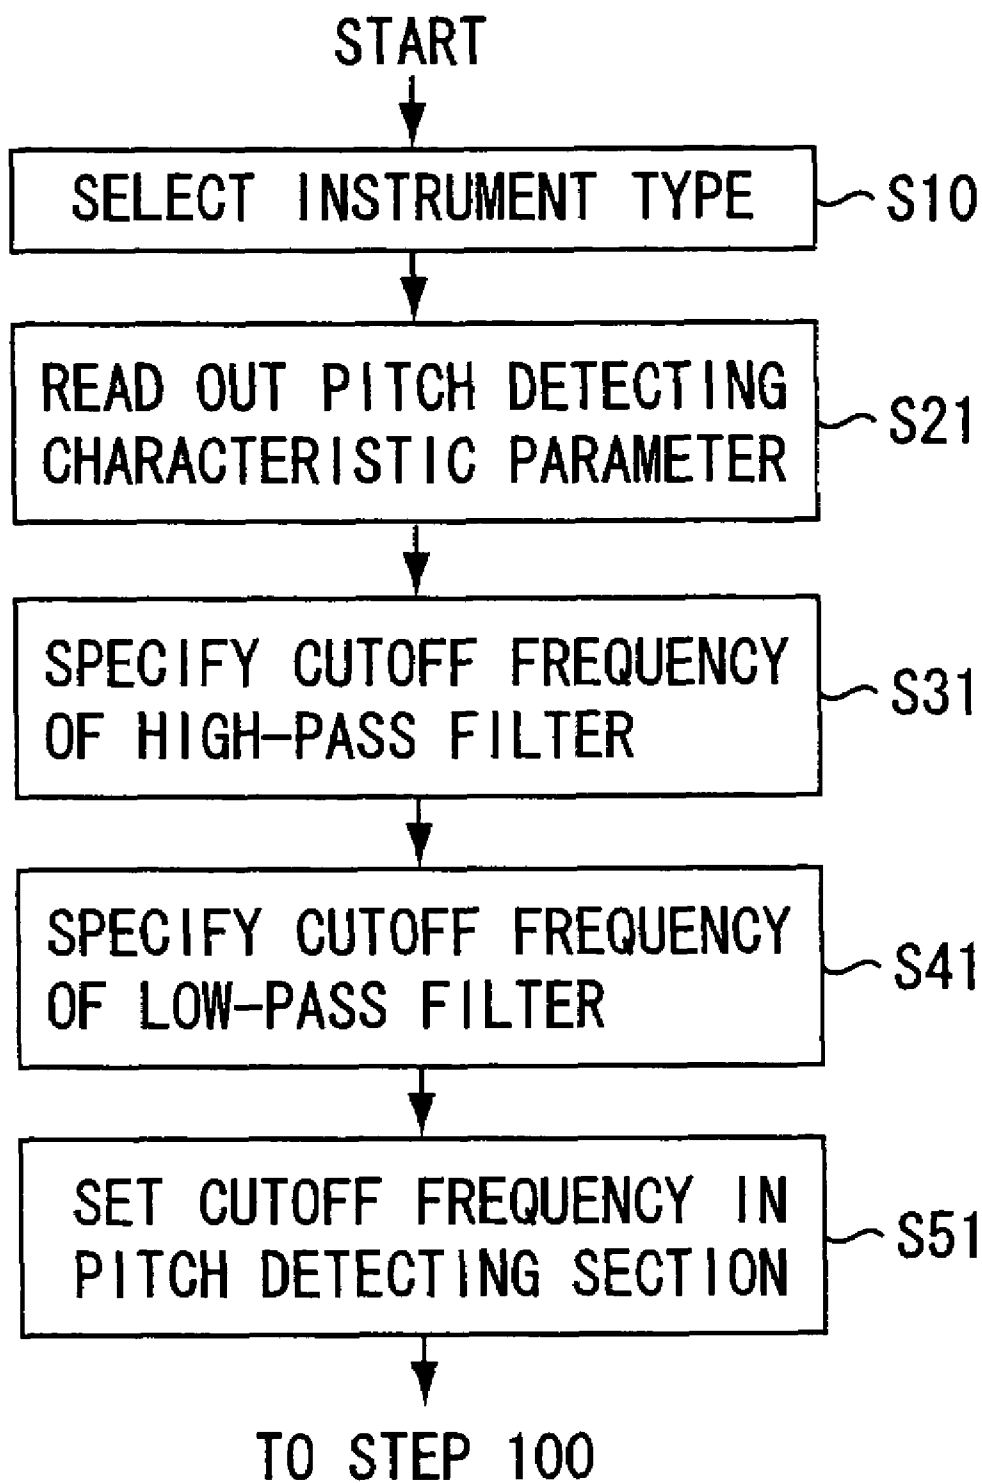 START
SELECT INSTRUMENT TYPE
S10
READ OUT PITCH DETECTING
CHARACTERISTIC PARAMETER
S21
SPECIFY CUTOFF FREQUENCY
OF HIGH-PASS FILTER
S31
SPECIFY CUTOFF FREQUENCY
OF LOW-PASS FILTER
S41
SET CUTOFF FREQUENCY IN
PITCH DETECTING SECTION
S51
TO STEP 100